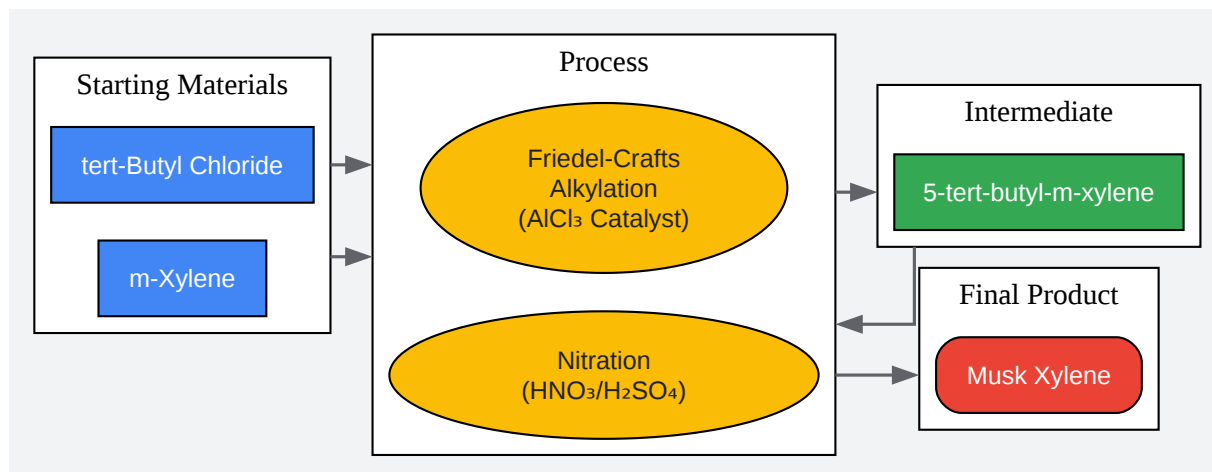 Starting Materials
tert-Butyl Chloride
m-Xylene
Process
Friedel-Crafts
Alkylation
(AlCl₃ Catalyst)
Nitration
(HNO₃/H₂SO₄)
Intermediate
5-tert-butyl-m-xylene
Final Product
Musk Xylene